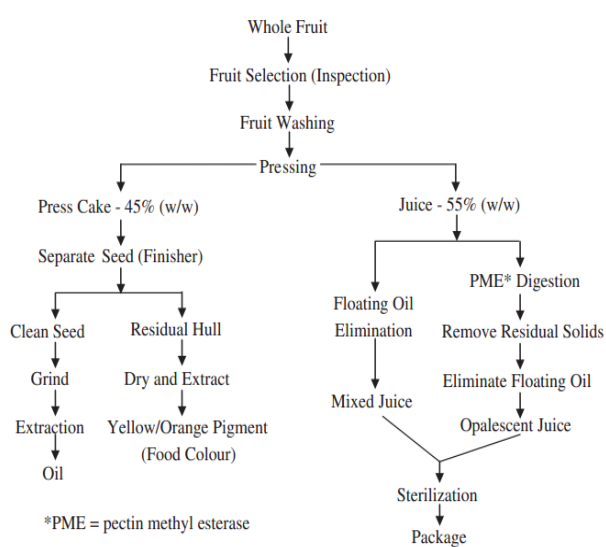 Whole Fruit
Fruit Selection (Inspection)
Fruit Washing
Pressing
Press Cake - 45% (w/w)
Separate Seed (Finisher)
Clean Seed
Grind
Extraction
Oil
Residual Hull
Dry and Extract
Yellow/Orange Pigment
(Food Colour)
Juice - 55% (w/w)
Floating Oil
Elimination
Mixed Juice
PME* Digestion
Remove Residual Solids
Eliminate Floating Oil
Opalescent Juice
Sterilization
Package
*PME = pectin methyl esterase